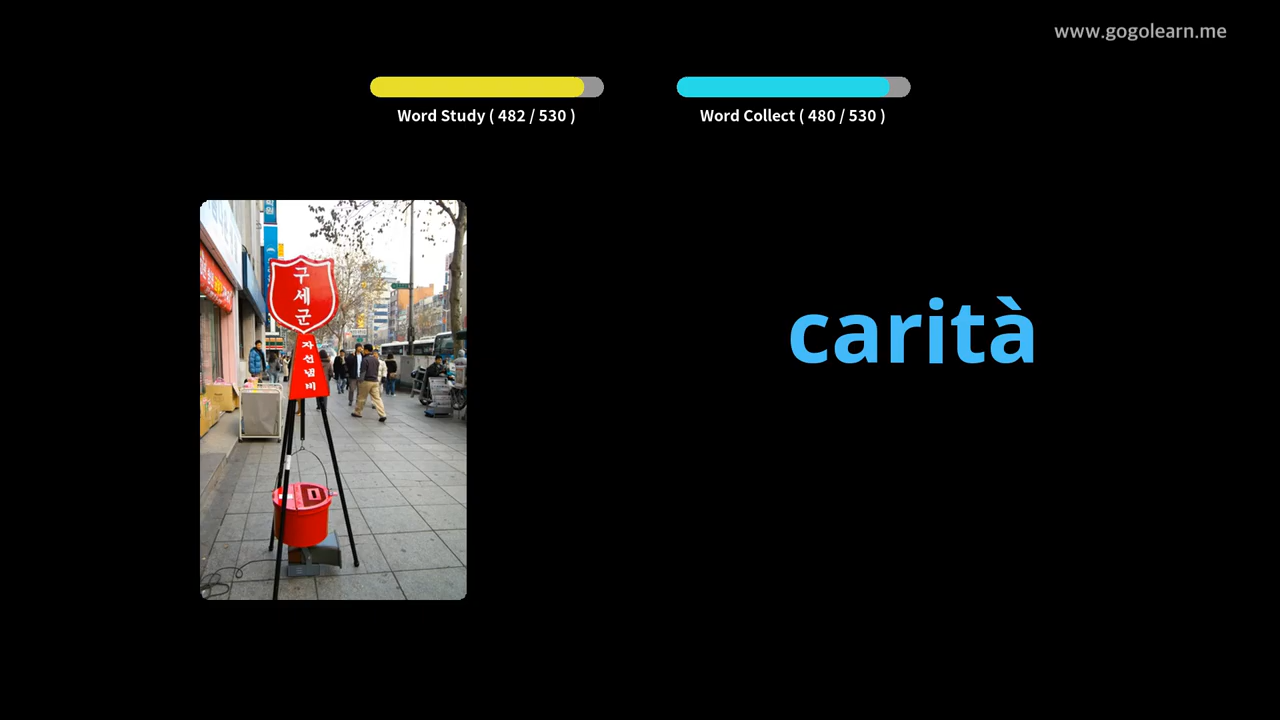 www.gogolearn.me
Word Study ( 482 / 530 )
Word Collect ( 480 / 530 )
구
세
군
자
선
냄
비
carità